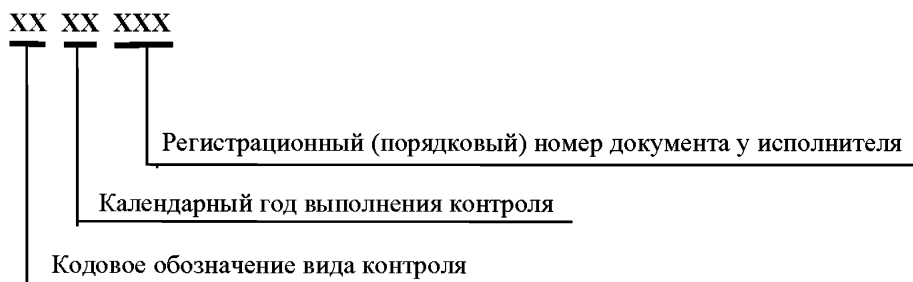 XX XX XXX
Регистрационный (порядковый) номер документа у исполнителя
Календарный год выполнения контроля
Кодовое обозначение вида контроля